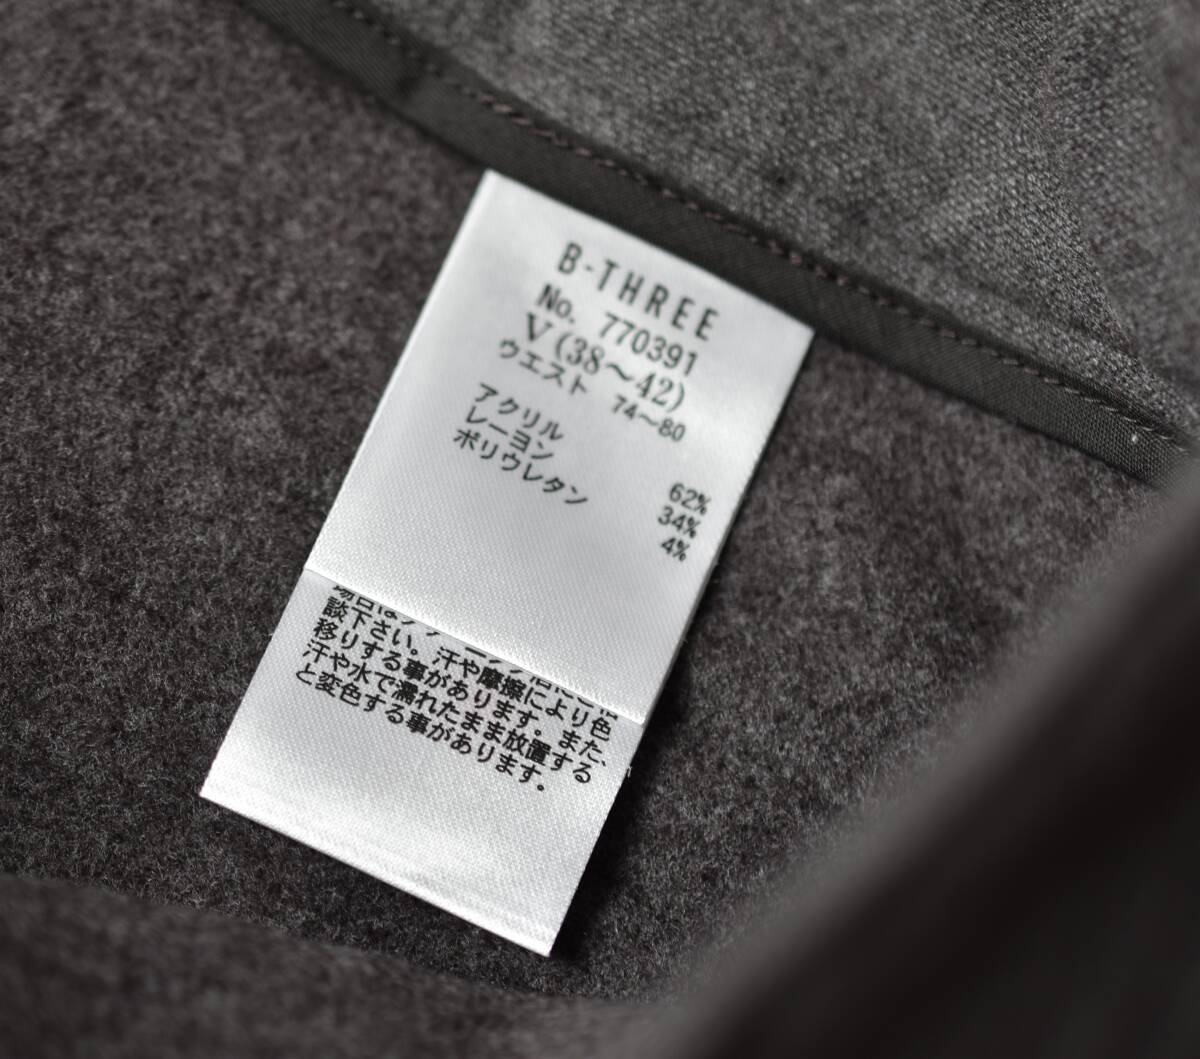 B-THREE
No. 770391
V(38～42)
ウエスト 74～80
アクリル 62%
レーヨン 34%
ポリウレタン 4%
談下さい。汗や摩擦により色
移りする事があります。また、
汗や水で濡れたまま放置する
と変色する事があります。